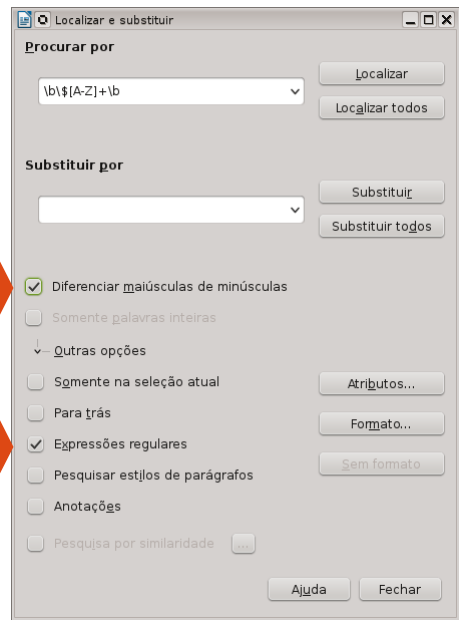 Localizar e substituir
Procurar por
\b\$[A-Z]+\b
Localizar
Localizar todos
Substituir por
Substituir
Substituir todos
Diferenciar maiúsculas de minúsculas
Somente palavras inteiras
Outras opções
Somente na seleção atual
Atributos...
Para trás
Formato...
Expressões regulares
Sem formato
Pesquisar estilos de parágrafos
Anotações
Pesquisa por similaridade ...
Ajuda Fechar